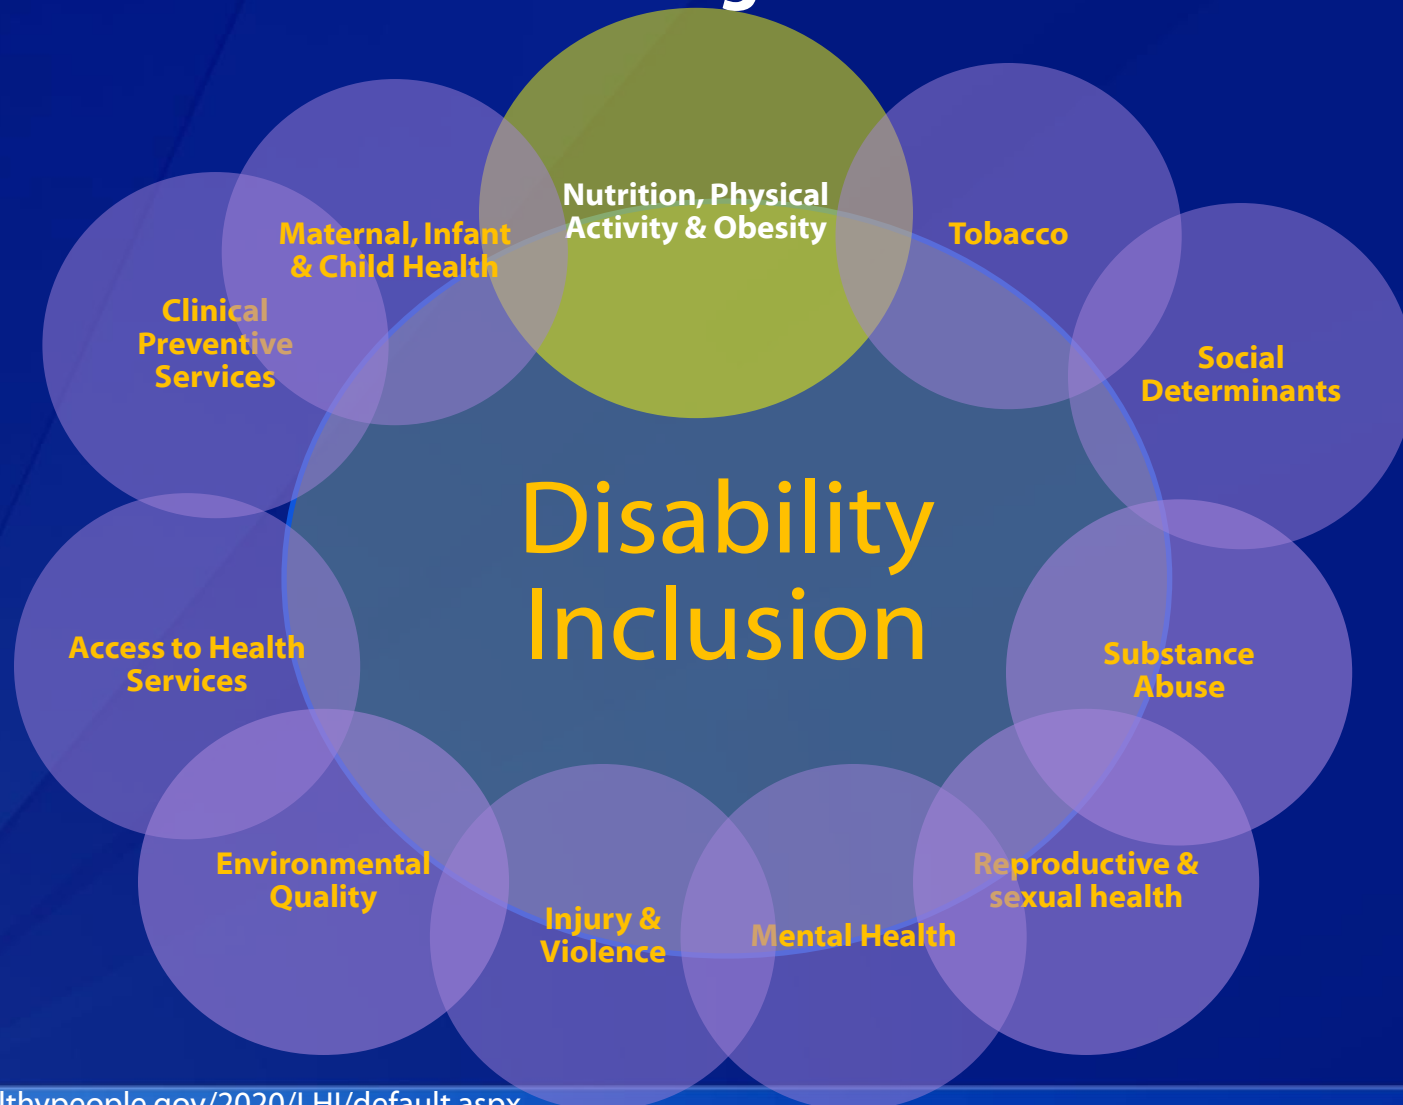 Nutrition, Physical
Activity & Obesity
Tobacco
Social
Determinants
Substance
Abuse
Reproductive &
sexual health
Mental Health
Injury &
Violence
Environmental
Quality
Access to Health
Services
Clinical
Preventive
Services
Maternal, Infant
& Child Health
Disability
Inclusion
lthypeople.gov/2020/LHI/default.aspx